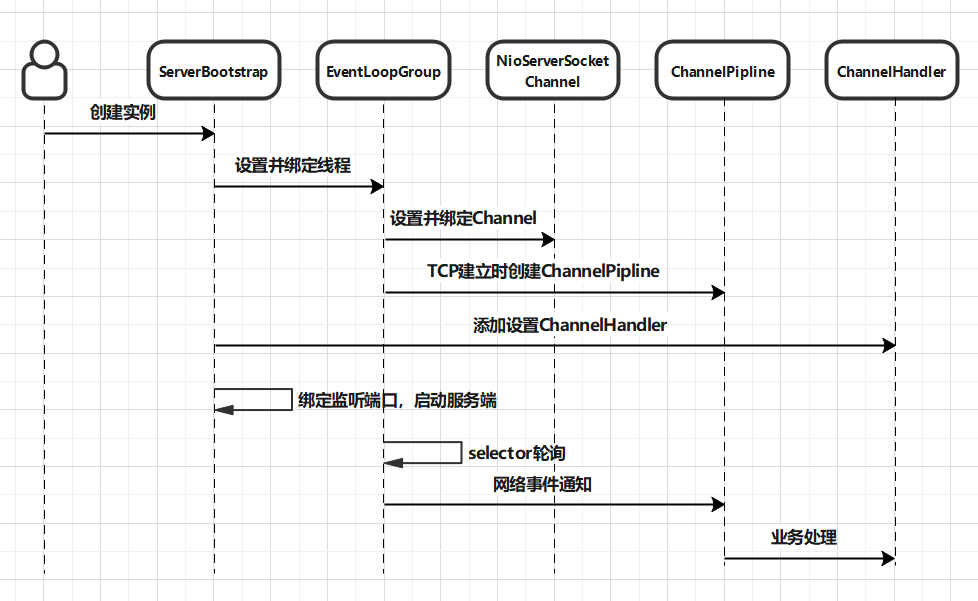 ServerBootstrap
EventLoopGroup
NioServerSocket
Channel
ChannelPipline
ChannelHandler
创建实例
设置并绑定线程
设置并绑定Channel
TCP建立时创建ChannelPipline
添加设置ChannelHandler
绑定监听端口，启动服务端
selector轮询
网络事件通知
业务处理